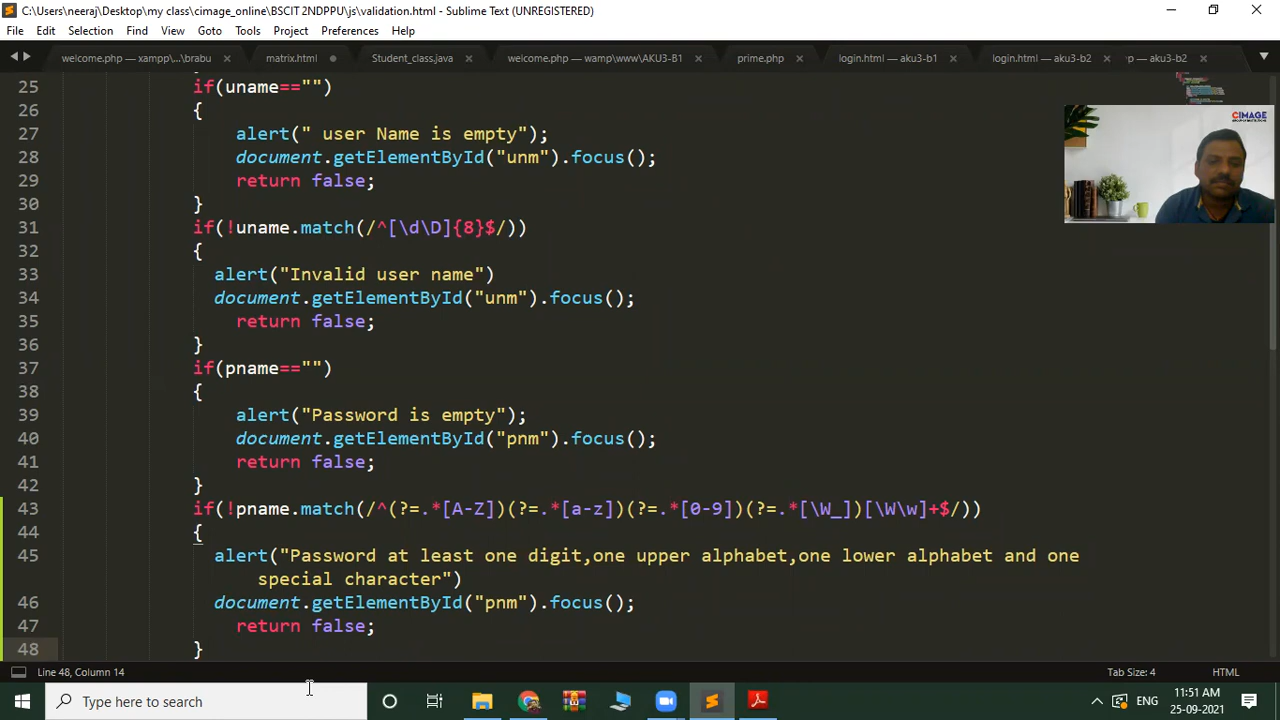 C:\Users\neeraj\Desktop\my class\cimage_online\BSCIT 2NDPPU\js\validation.html - Sublime Text (UNREGISTERED)
File Edit Selection Find View Goto Tools Project Preferences Help
welcome.php — xampp\...\brabu matrix.html Student_class.java welcome.php — wamp\www\AKU3-B1 prime.php login.html — aku3-b1 login.html — aku3-b2 p — aku3-b2
25 if(uname=="")
26 {
27 alert(" user Name is empty");
28 document.getElementById("unm").focus();
29 return false;
30 }
31 if(!uname.match(/^[\d\D]{8}$/))
32 {
33 alert("Invalid user name")
34 document.getElementById("unm").focus();
35 return false;
36 }
37 if(pname=="")
38 {
39 alert("Password is empty");
40 document.getElementById("pnm").focus();
41 return false;
42 }
43 if(!pname.match(/^(?=.*[A-Z])(?=.*[a-z])(?=.*[0-9])(?=.*[\W_])[\W\w]+$/))
44 {
45 alert("Password at least one digit,one upper alphabet,one lower alphabet and one
special character")
46 document.getElementById("pnm").focus();
47 return false;
48 }
CIMAGE
Line 48, Column 14 Tab Size: 4 HTML
Type here to search
ENG
11:51 AM
25-09-2021